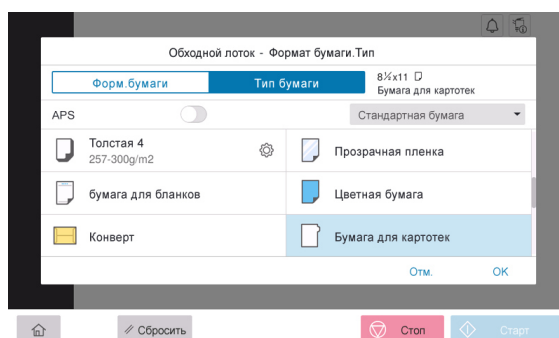 Обходной лоток - Формат бумаги.Тип
Форм.бумаги
Тип бумаги
8½x11
Бумага для картотек
APS
Стандартная бумага
Толстая 4
257-300g/m2
Прозрачная пленка
бумага для бланков
Цветная бумага
Конверт
Бумага для картотек
Отм.
OK
Сбросить
Стоп
Старт